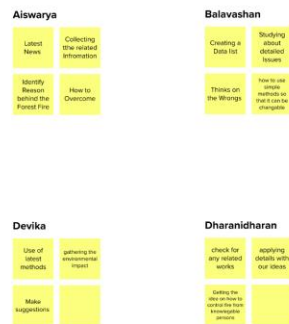 Aiswarya
Latest
News
Collecting
tthe related
Infromation
Identify
Reason
behind the
Forest Fire
How to
Overcome
Balavashan
Creating a
Data list
Studying
about
detailed
Issues
Thinks on
the Wrongs
how to use
simple
methods so
that it can be
changable
Devika
Use of
latest
methods
gathering the
environmental
impact
Make
suggestions
Dharanidharan
check for
any related
works
applying
details with
our ideas
Getting the
idea on how to
control fire from
knowlegable
persons